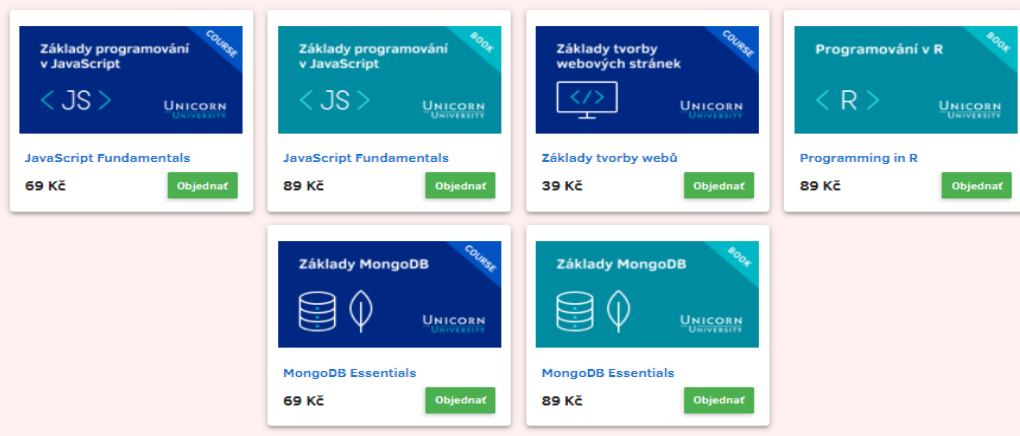 Základy programování
v JavaScript
COURSE
< JS >
UNICORN
UNIVERSITY
JavaScript Fundamentals
69 Kč
Objednať
Základy programování
v JavaScript
BOOK
< JS >
UNICORN
UNIVERSITY
JavaScript Fundamentals
89 Kč
Objednať
Základy tvorby
webových stránek
COURSE
</>
UNICORN
UNIVERSITY
Základy tvorby webů
39 Kč
Objednať
Programování v R
BOOK
< R >
UNICORN
UNIVERSITY
Programming in R
89 Kč
Objednať
Základy MongoDB
COURSE
UNICORN
UNIVERSITY
MongoDB Essentials
69 Kč
Objednať
Základy MongoDB
BOOK
UNICORN
UNIVERSITY
MongoDB Essentials
89 Kč
Objednať